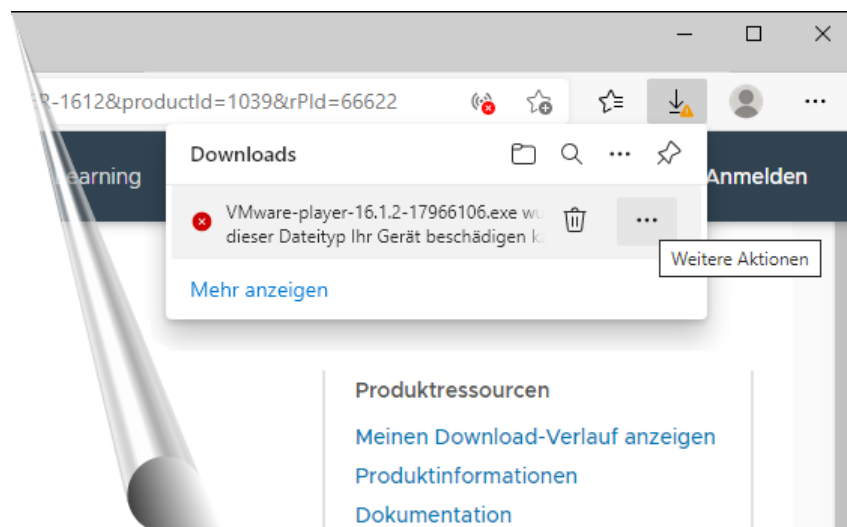 ER-1612&productId=1039&rPId=66622
Downloads
earning
Anmelden
VMware-player-16.1.2-17966106.exe
dieser Dateityp Ihr Gerät beschädigen
Weitere Aktionen
Mehr anzeigen
Produktressourcen
Meinen Download-Verlauf anzeigen
Produktinformationen
Dokumentation